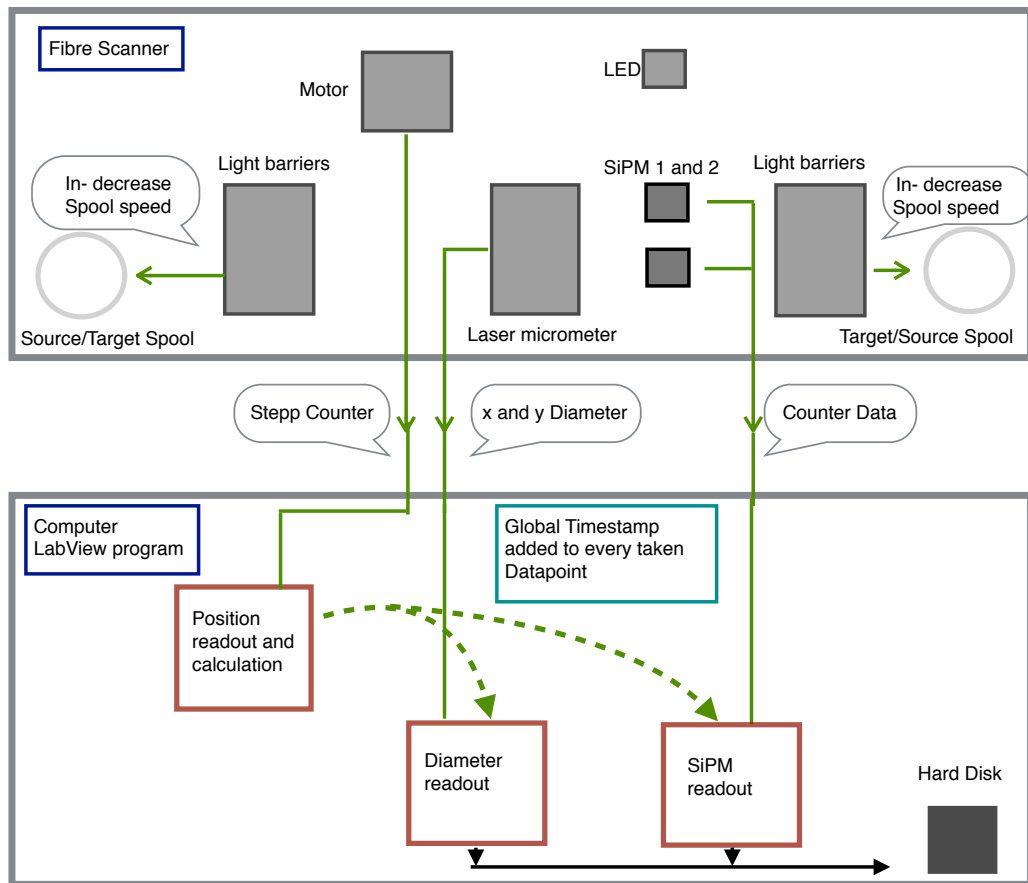 Fibre Scanner
Motor
LED
Light barriers
SiPM 1 and 2
Light barriers
In- decrease
Spool speed
In- decrease
Spool speed
Source/Target Spool
Laser micrometer
Target/Source Spool
Stepp Counter
x and y Diameter
Counter Data
Computer
LabView program
Global Timestamp
added to every taken
Datapoint
Position
readout and
calculation
Diameter
readout
SiPM
readout
Hard Disk